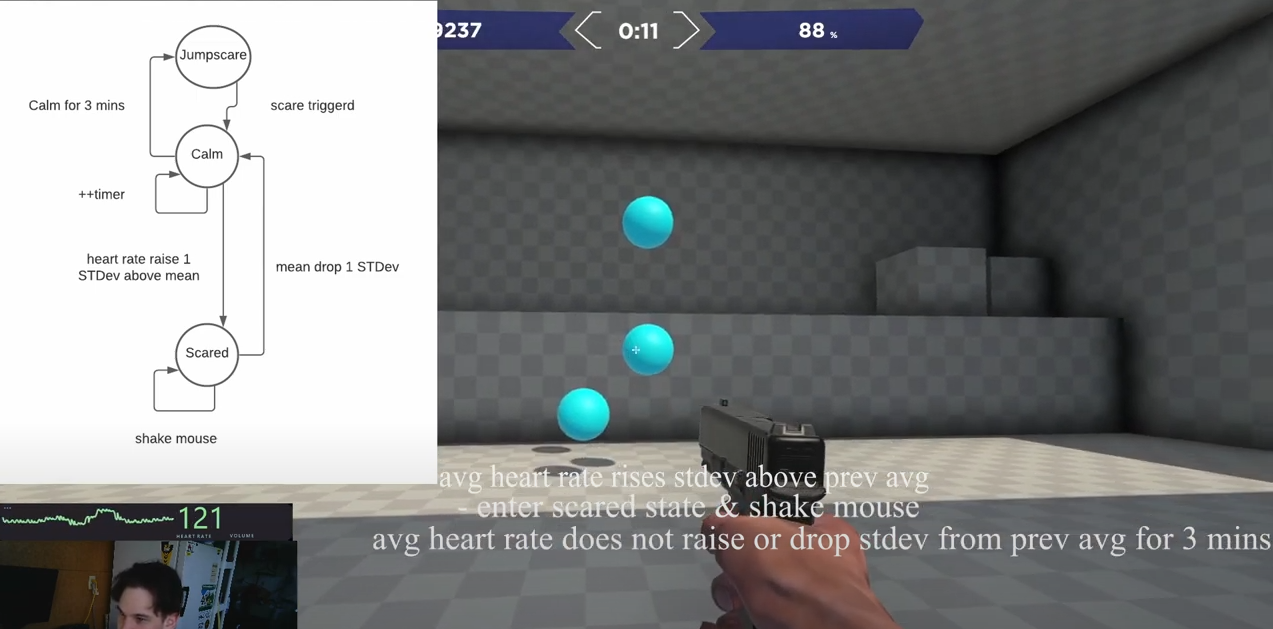 9237
0:11
88 %
Jumpscare
Calm for 3 mins
scare triggerd
Calm
++timer
heart rate raise 1
STDev above mean
mean drop 1 STDev
Scared
shake mouse
avg heart rate rises stdev above prev avg
- enter scared state & shake mouse
avg heart rate does not raise or drop stdev from prev avg for 3 mins
121
HEART RATE
VOLUME